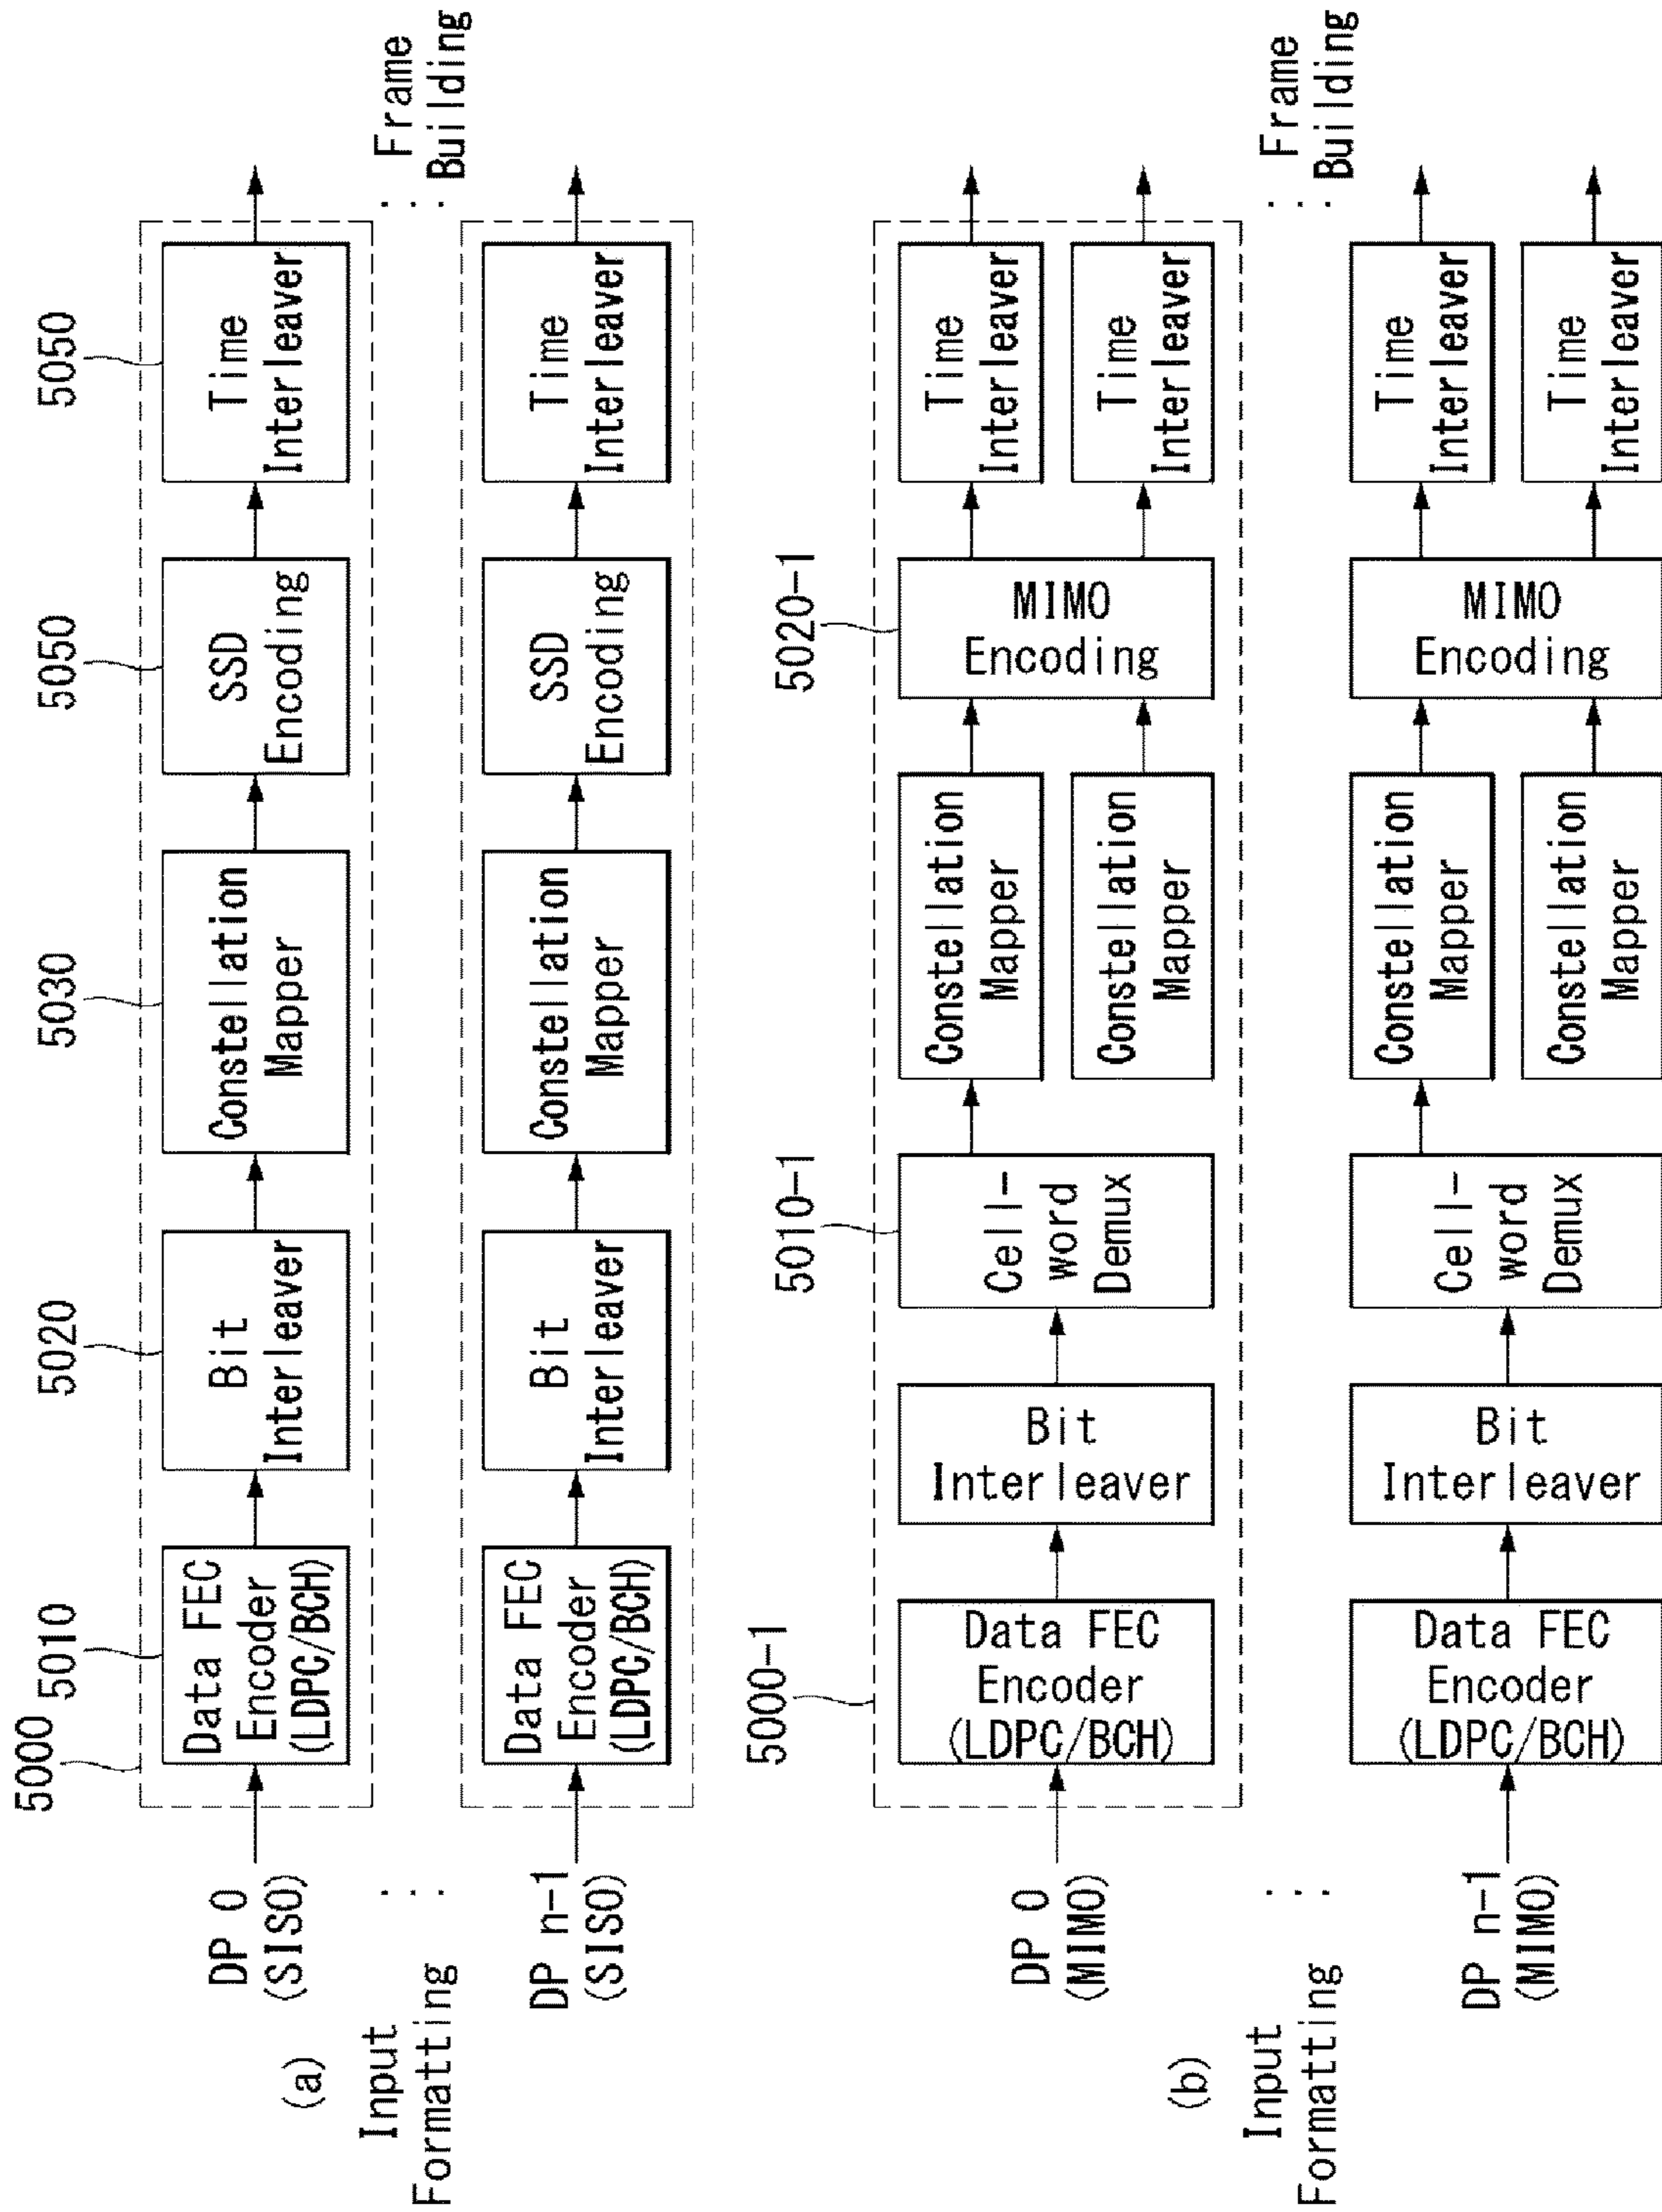 5000
5010
5020
5030
5050
5050
DP 0
(SISO)
Data FEC
Encoder
(LDPC/BCH)
Bit
Interleaver
Constellation
Mapper
SSD
Encoding
Time
Interleaver
(a)
Input
Formatting
Frame
Building
DP n-1
(SISO)
Data FEC
Encoder
(LDPC/BCH)
Bit
Interleaver
Constellation
Mapper
SSD
Encoding
Time
Interleaver
5000-1
5010-1
5020-1
DP 0
(MIMO)
Data FEC
Encoder
(LDPC/BCH)
Bit
Interleaver
Cell-
word
Demux
Constellation
Mapper
Constellation
Mapper
MIMO
Encoding
Time
Interleaver
Time
Interleaver
(b)
Input
Formatting
Frame
Building
DP n-1
(MIMO)
Data FEC
Encoder
(LDPC/BCH)
Bit
Interleaver
Cell-
word
Demux
Constellation
Mapper
Constellation
Mapper
MIMO
Encoding
Time
Interleaver
Time
Interleaver